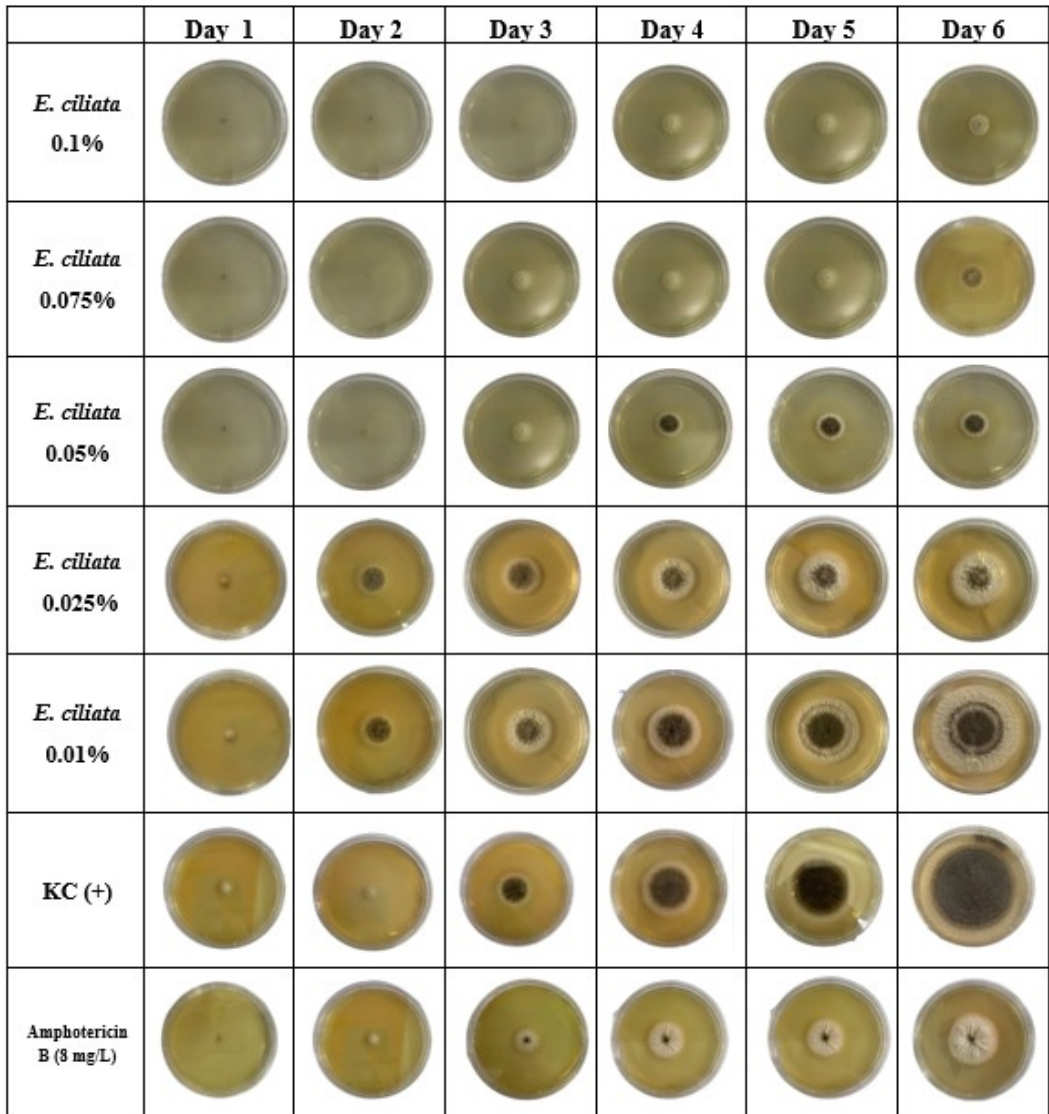 Day 1 Day 2 Day 3 Day 4 Day 5 Day 6
E. ciliata
0.1%
E. ciliata
0.075%
E. ciliata
0.05%
E. ciliata
0.025%
E. ciliata
0.01%
KC (+)
Amphotericin
B (8 mg/L)